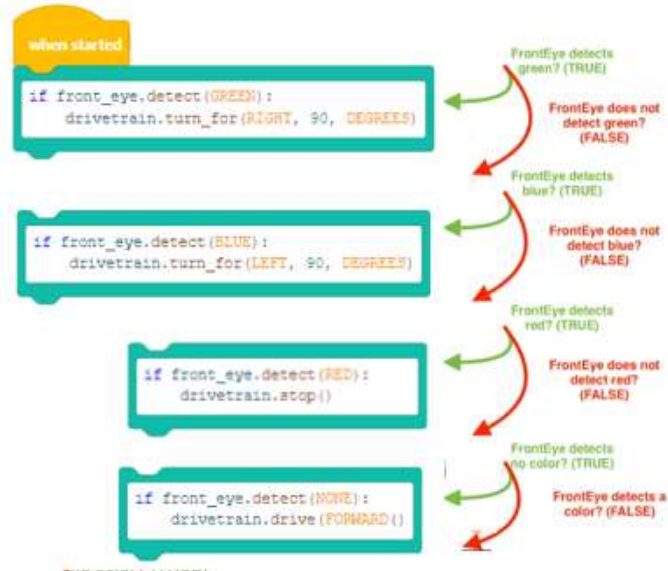 when started
FrontEye detects
green? (TRUE)
if front_eye.detect(GREEN):
drivetrain.turn_for(RIGHT, 90, DEGREES)
FrontEye does not
detect green?
(FALSE)
FrontEye detects
blue? (TRUE)
if front_eye.detect(BLUE):
drivetrain.turn_for(LEFT, 90, DEGREES)
FrontEye does not
detect blue?
(FALSE)
FrontEye detects
red? (TRUE)
if front_eye.detect(RED):
drivetrain.stop()
FrontEye does not
detect red?
(FALSE)
FrontEye detects
no color? (TRUE)
if front_eye.detect(NONE):
drivetrain.drive(FORWARD()
FrontEye detects a
color? (FALSE)